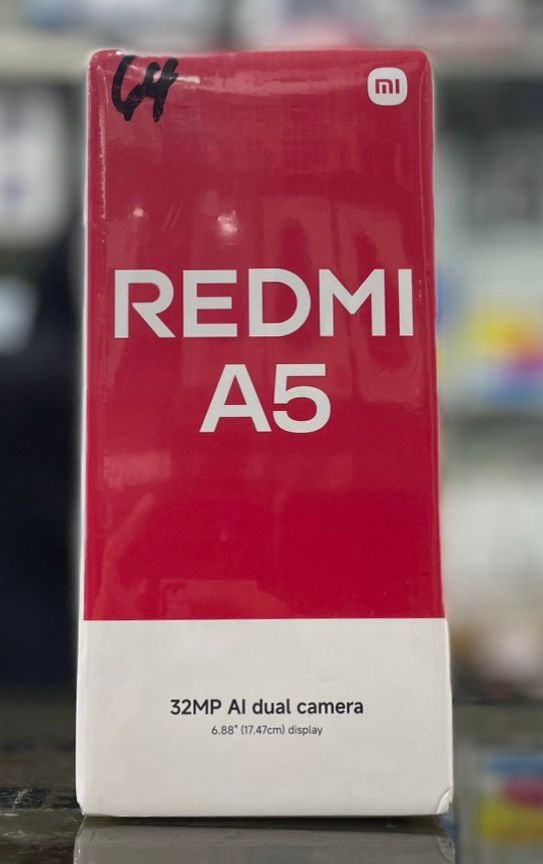 64
mi
REDMI
A5
32MP AI dual camera
6.88" (17.47cm) display